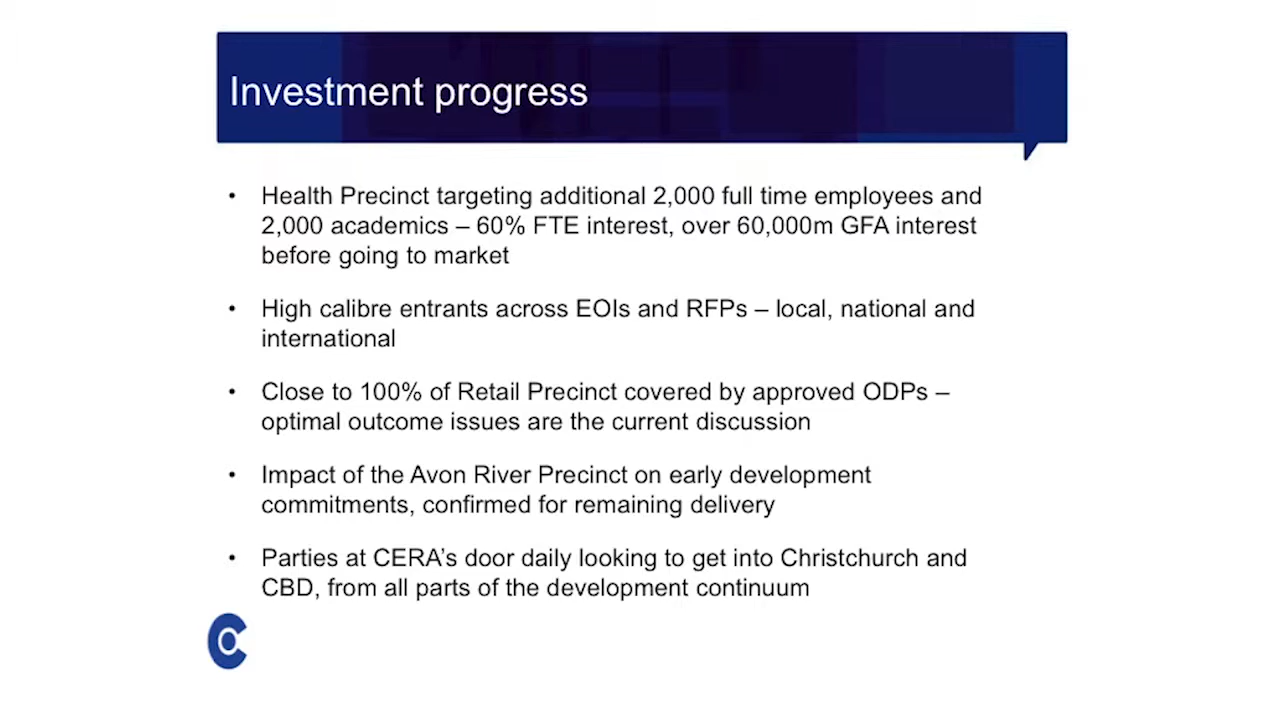 Investment progress
• Health Precinct targeting additional 2,000 full time employees and
2,000 academics – 60% FTE interest, over 60,000m GFA interest
before going to market
• High calibre entrants across EOIs and RFPs – local, national and
international
• Close to 100% of Retail Precinct covered by approved ODPs –
optimal outcome issues are the current discussion
• Impact of the Avon River Precinct on early development
commitments, confirmed for remaining delivery
• Parties at CERA’s door daily looking to get into Christchurch and
CBD, from all parts of the development continuum